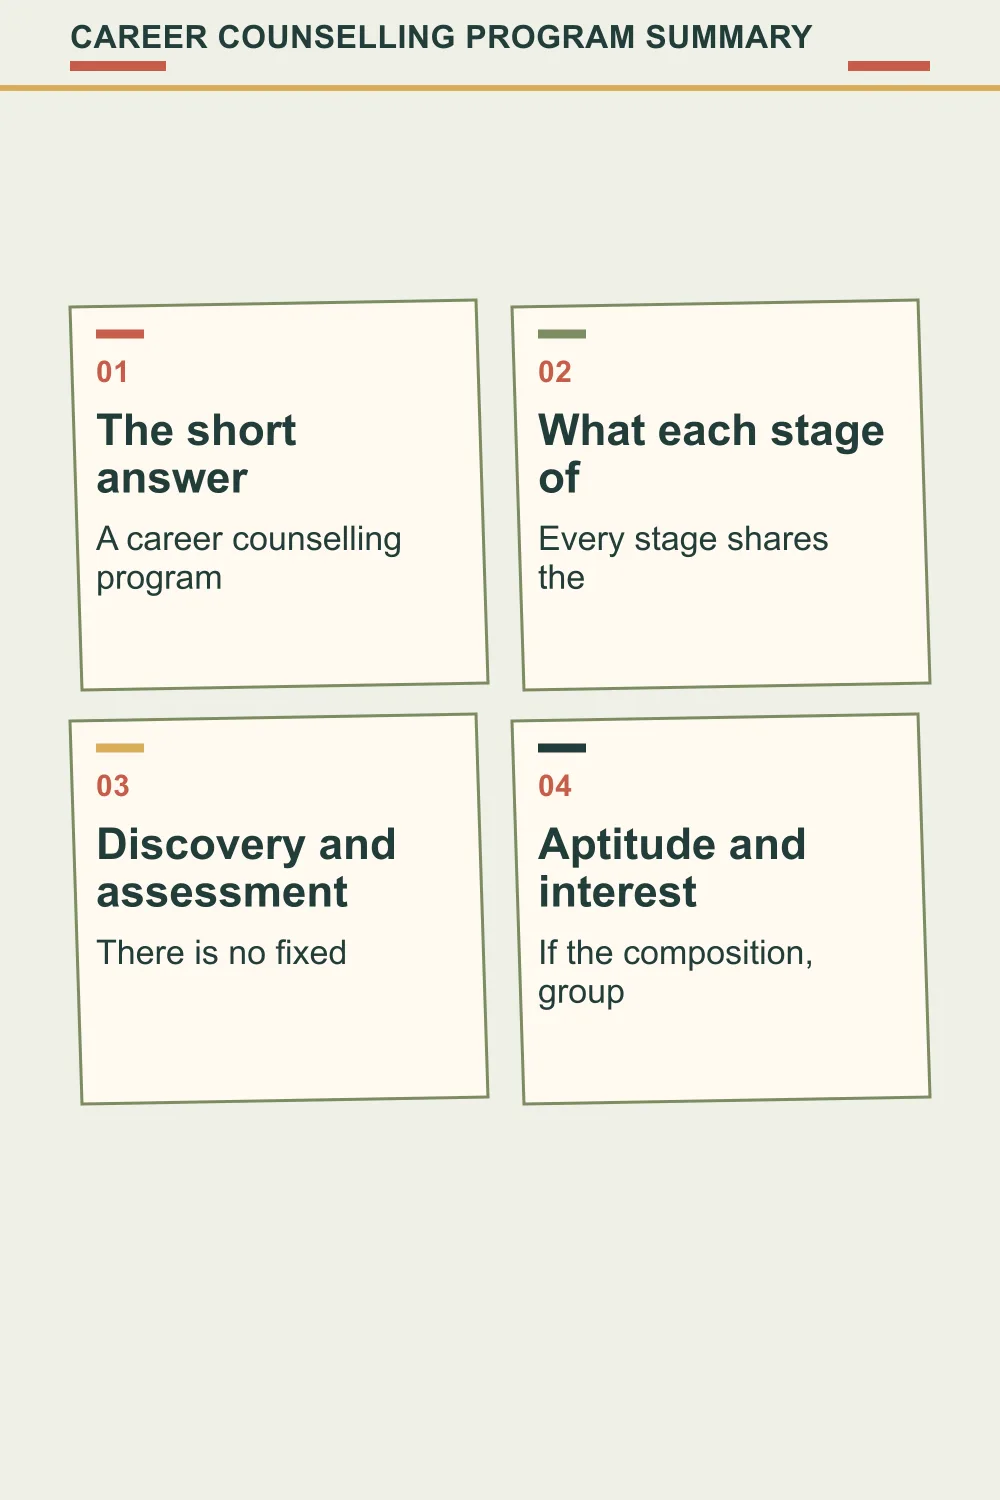 CAREER COUNSELLING PROGRAM SUMMARY
01
The short
answer
A career counselling
program
02
What each stage
of
Every stage shares
the
03
Discovery and
assessment
There is no fixed
04
Aptitude and
interest
If the composition,
group